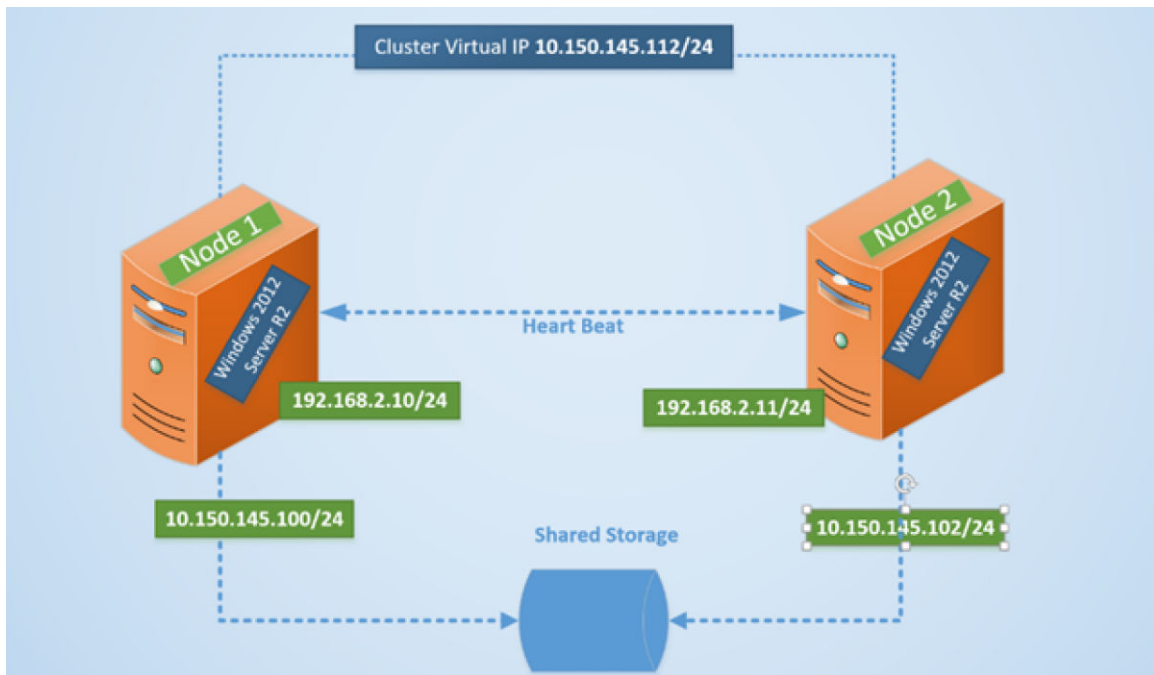 Cluster Virtual IP 10.150.145.112/24
Node 1
Node 2
Windows 2012
Server R2
Windows 2012
Server R2
Heart Beat
192.168.2.10/24
192.168.2.11/24
10.150.145.100/24
10.150.145.102/24
Shared Storage